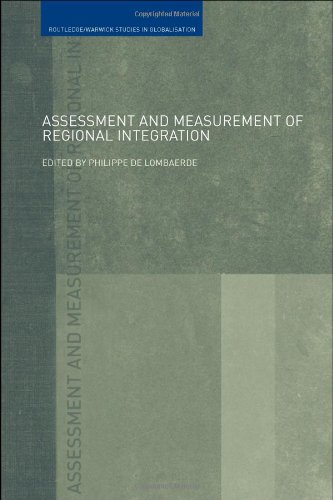 Copyrighted Material
ROUTLEDGE/WARWICK STUDIES IN GLOBALISATION
ASSESSMENT AND MEASUREMENT OF
REGIONAL INTEGRATION
EDITED BY PHILIPPE DE LOMBAERDE
ASSESSMENT AND MEASUREMENT OF REGIONAL IN